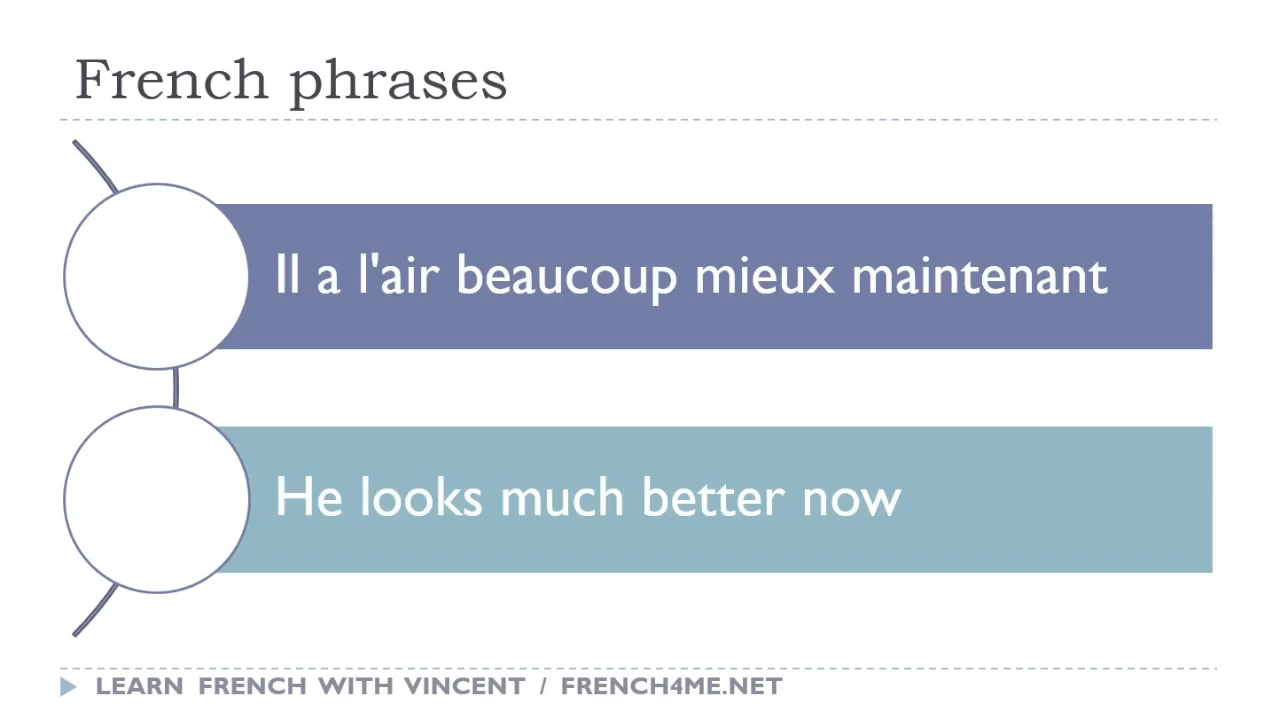 French phrases
Il a l'air beaucoup mieux maintenant
He looks much better now
LEARN FRENCH WITH VINCENT / FRENCH4ME.NET